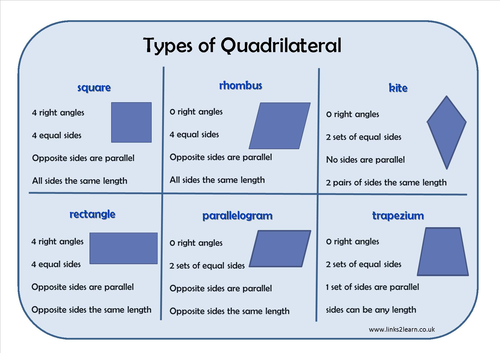 Types of Quadrilateral
square
4 right angles
4 equal sides
Opposite sides are parallel
All sides the same length
rhombus
0 right angles
4 equal sides
Opposite sides are parallel
All sides the same length
kite
0 right angles
2 sets of equal sides
No sides are parallel
2 pairs of sides the same length
rectangle
4 right angles
4 equal sides
Opposite sides are parallel
Opposite sides the same length
parallelogram
0 right angles
2 sets of equal sides
Opposite sides are parallel
Opposite sides the same length
trapezium
0 right angles
2 sets of equal sides
1 set of sides are parallel
sides can be any length
www.links2learn.co.uk